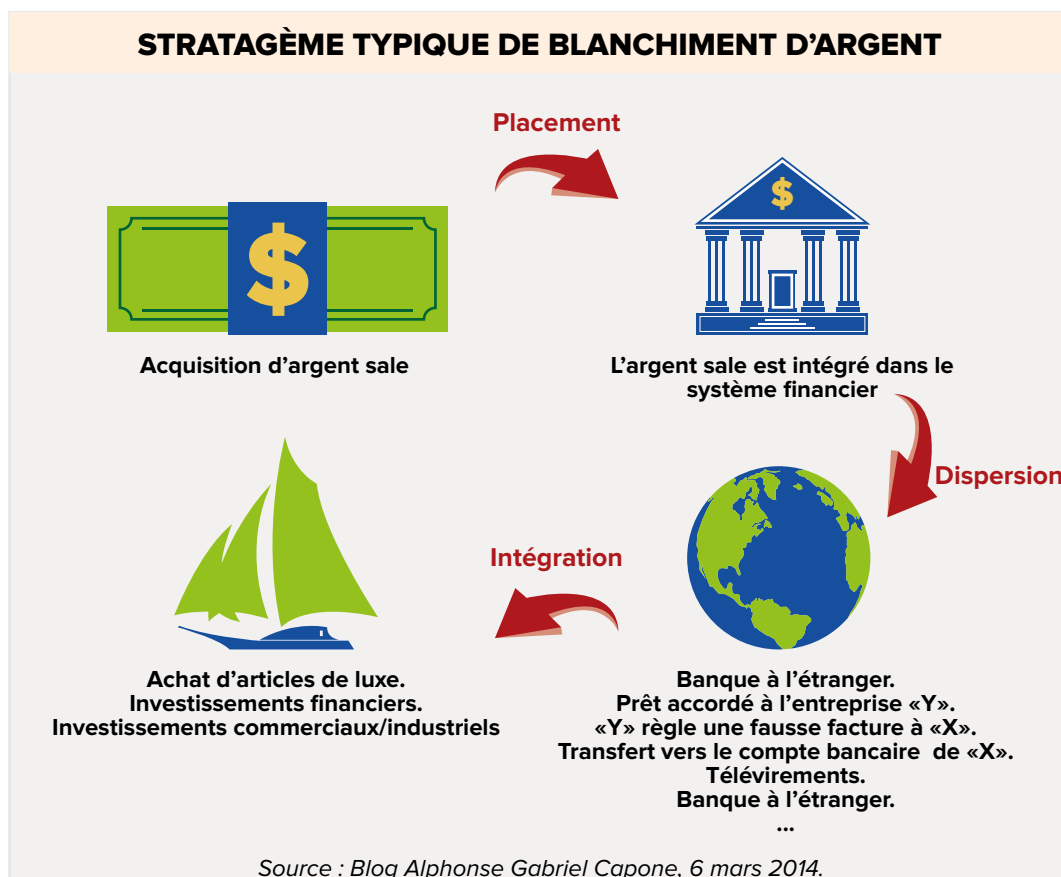 STRATAGÈME TYPIQUE DE BLANCHIMENT D'ARGENT
Placement
$
$
Acquisition d'argent sale
L'argent sale est intégré dans le
système financier
Dispersion
Intégration
Achat d'articles de luxe.
Investissements financiers.
Investissements commerciaux/industriels
Banque à l'étranger.
Prêt accordé à l'entreprise «Y».
«Y» règle une fausse facture à «X».
Transfert vers le compte bancaire de «X».
Télévirements.
Banque à l'étranger.
...
Source : Blog Alphonse Gabriel Capone, 6 mars 2014.